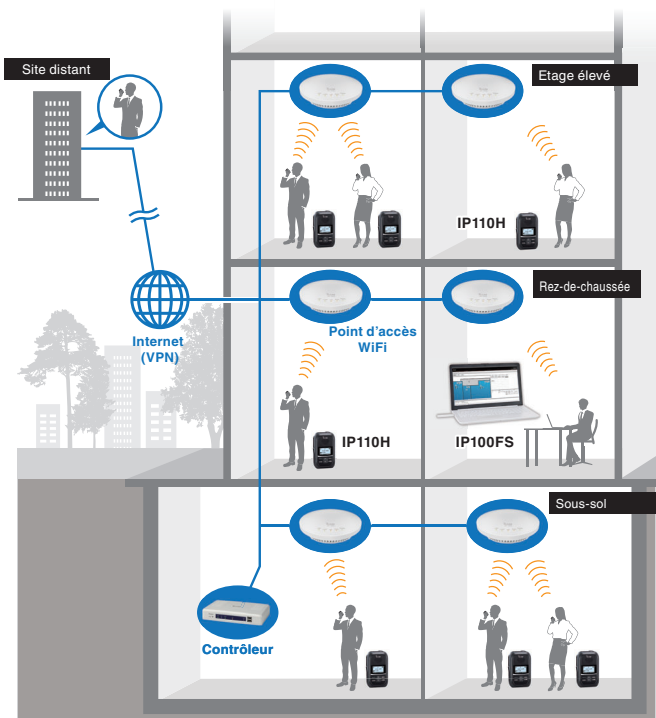 Site distant
Etage élevé
IP110H
Rez-de-chaussée
Internet
(VPN)
Point d'accès
WiFi
IP110H
IP100FS
Sous-sol
Contrôleur